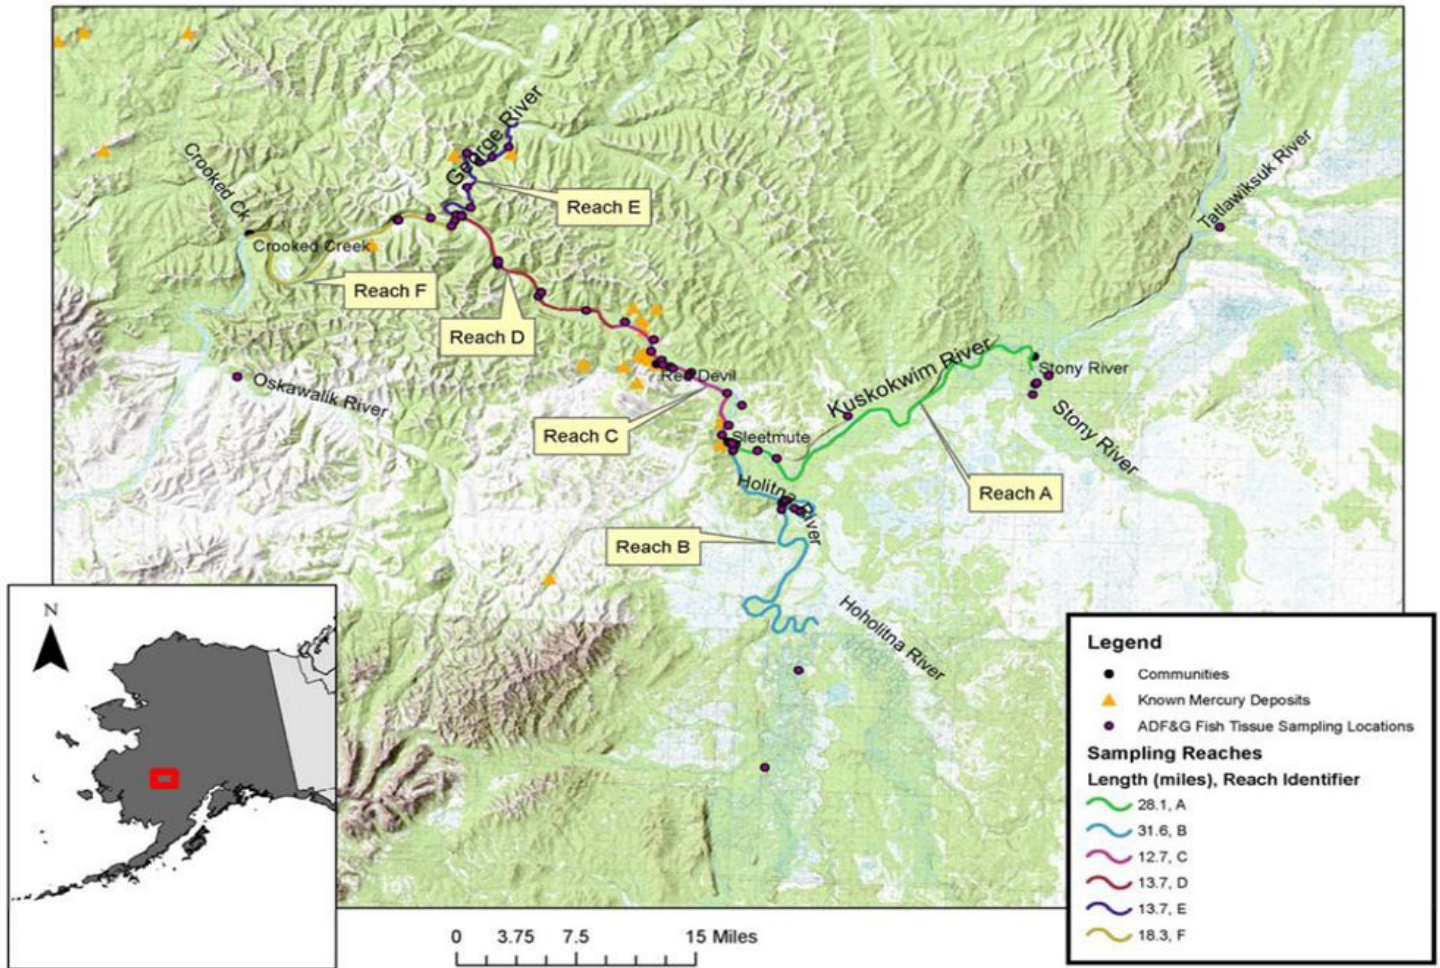 George River
Crooked Ck
Tatlawiksuk River
Reach E
Crooked Creek
Reach F
Reach D
Kuskokwim River
Stony River
Red Devil
Oskawalik River
Stony River
Reach C
Sleetmute
Holitna River
Reach A
Reach B
Hoholitna River
N
Legend
Communities
Known Mercury Deposits
ADF&G Fish Tissue Sampling Locations
Sampling Reaches
Length (miles), Reach Identifier
28.1, A
31.6, B
12.7, C
13.7, D
13.7, E
18.3, F
0 3.75 7.5 15 Miles